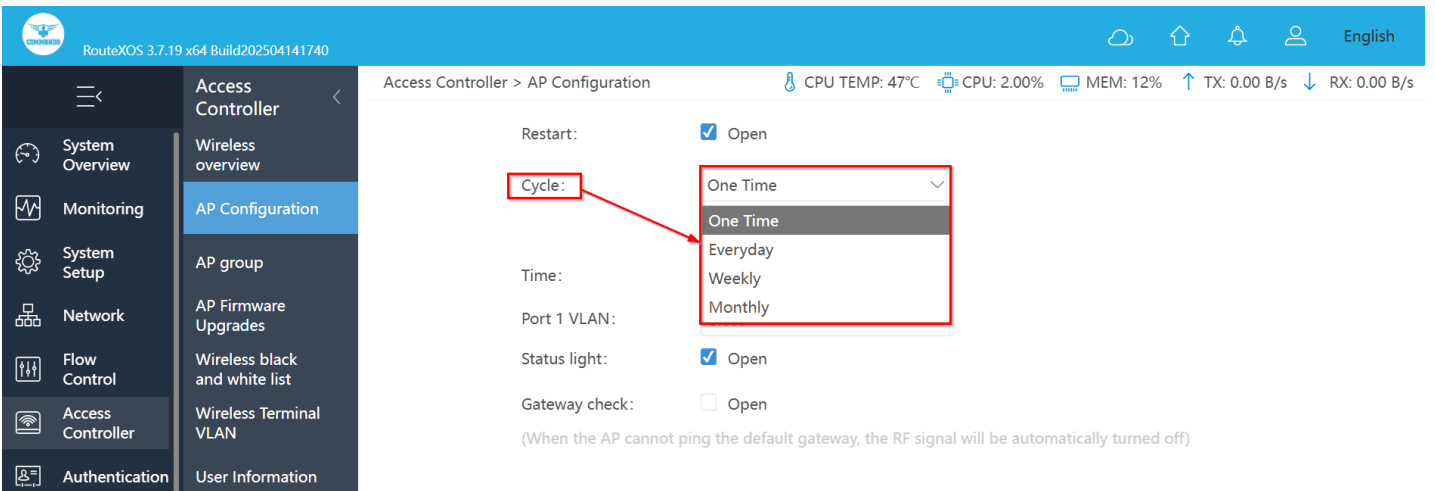 COMMANDO
RouteXOS 3.7.19 x64 Build202504141740
English
Access Controller
Access Controller > AP Configuration
CPU TEMP: 47℃
CPU: 2.00%
MEM: 12%
TX: 0.00 B/s
RX: 0.00 B/s
System Overview
Monitoring
System Setup
Network
Flow Control
Access Controller
Authentication
Wireless overview
AP Configuration
AP group
AP Firmware Upgrades
Wireless black and white list
Wireless Terminal VLAN
User Information
Restart:
Open
Cycle:
One Time
One Time
Everyday
Weekly
Monthly
Time:
Port 1 VLAN:
Status light:
Open
Gateway check:
Open
(When the AP cannot ping the default gateway, the RF signal will be automatically turned off)